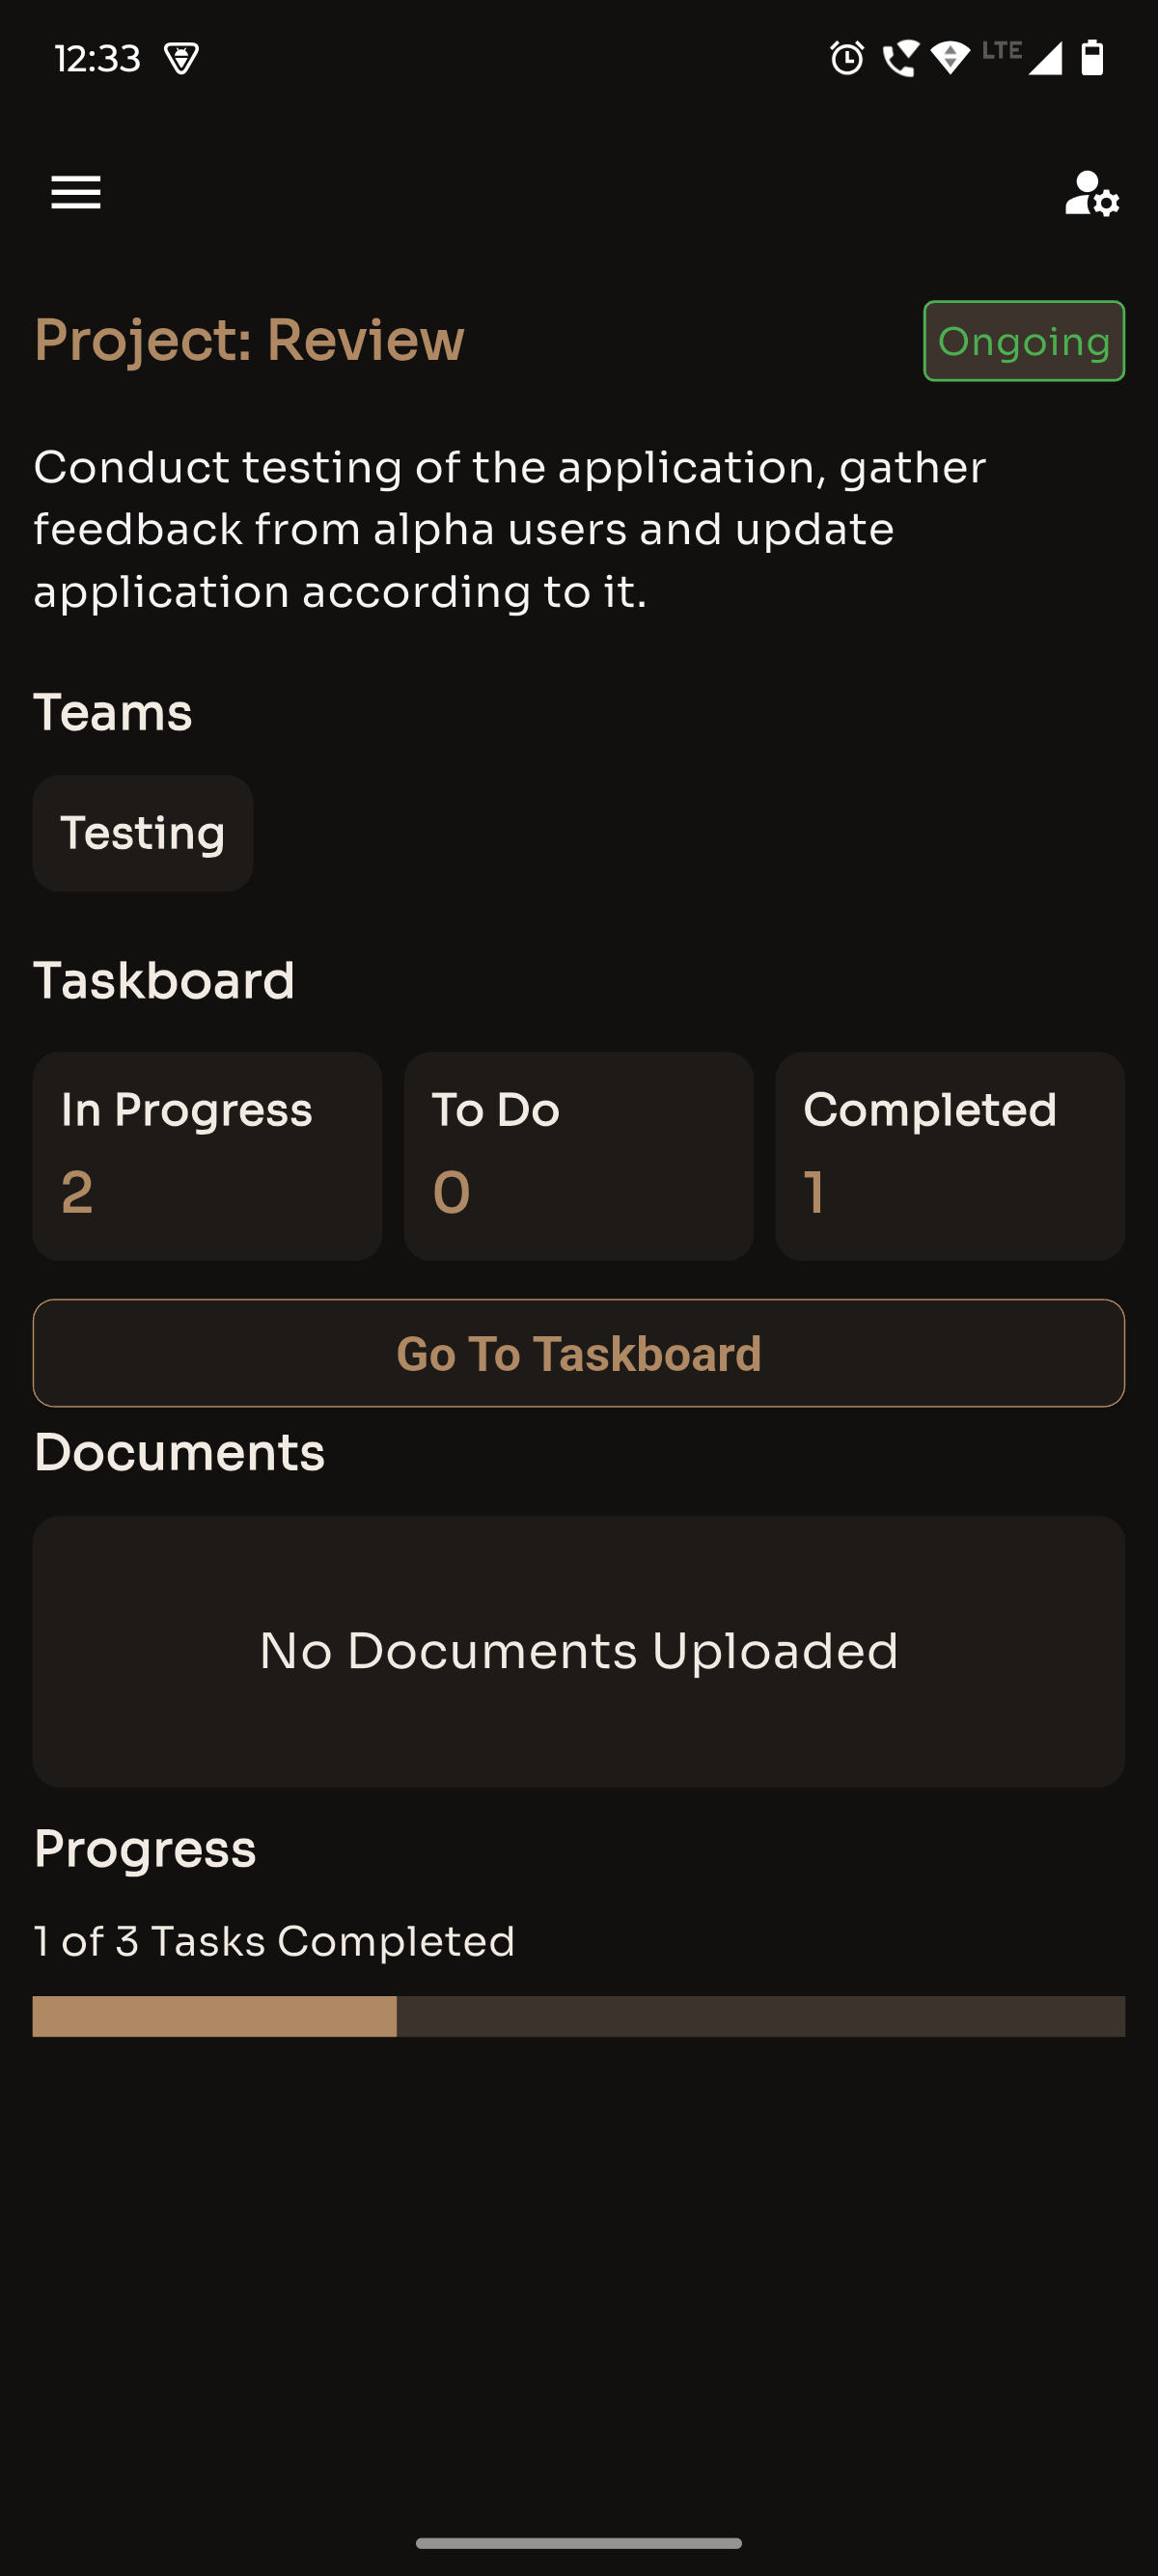 12:33
LTE
Project: Review
Ongoing
Conduct testing of the application, gather
feedback from alpha users and update
application according to it.
Teams
Testing
Taskboard
In Progress
To Do
Completed
2
0
1
Go To Taskboard
Documents
No Documents Uploaded
Progress
1 of 3 Tasks Completed